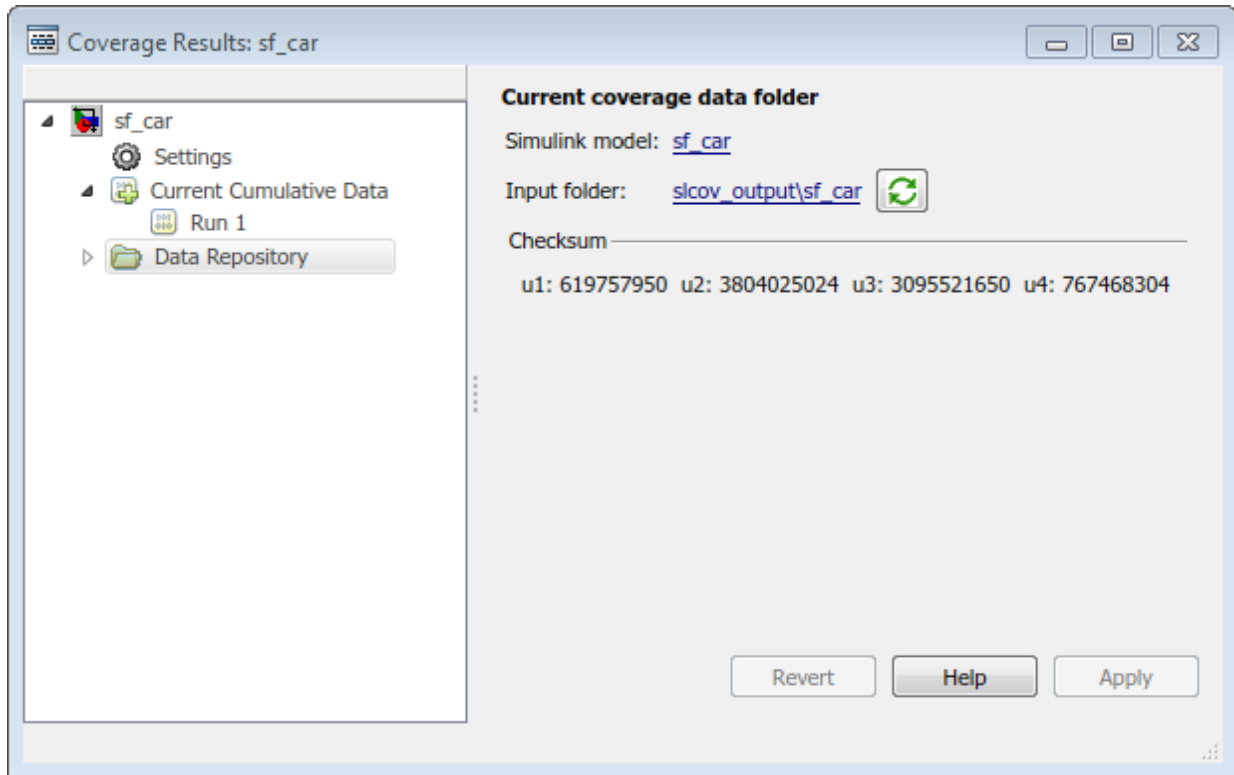 Coverage Results: sf_car
sf_car
Settings
Current Cumulative Data
Run 1
Data Repository
Current coverage data folder
Simulink model: sf_car
Input folder: slcov_output\sf_car
Checksum
u1: 619757950 u2: 3804025024 u3: 3095521650 u4: 767468304
Revert Help Apply